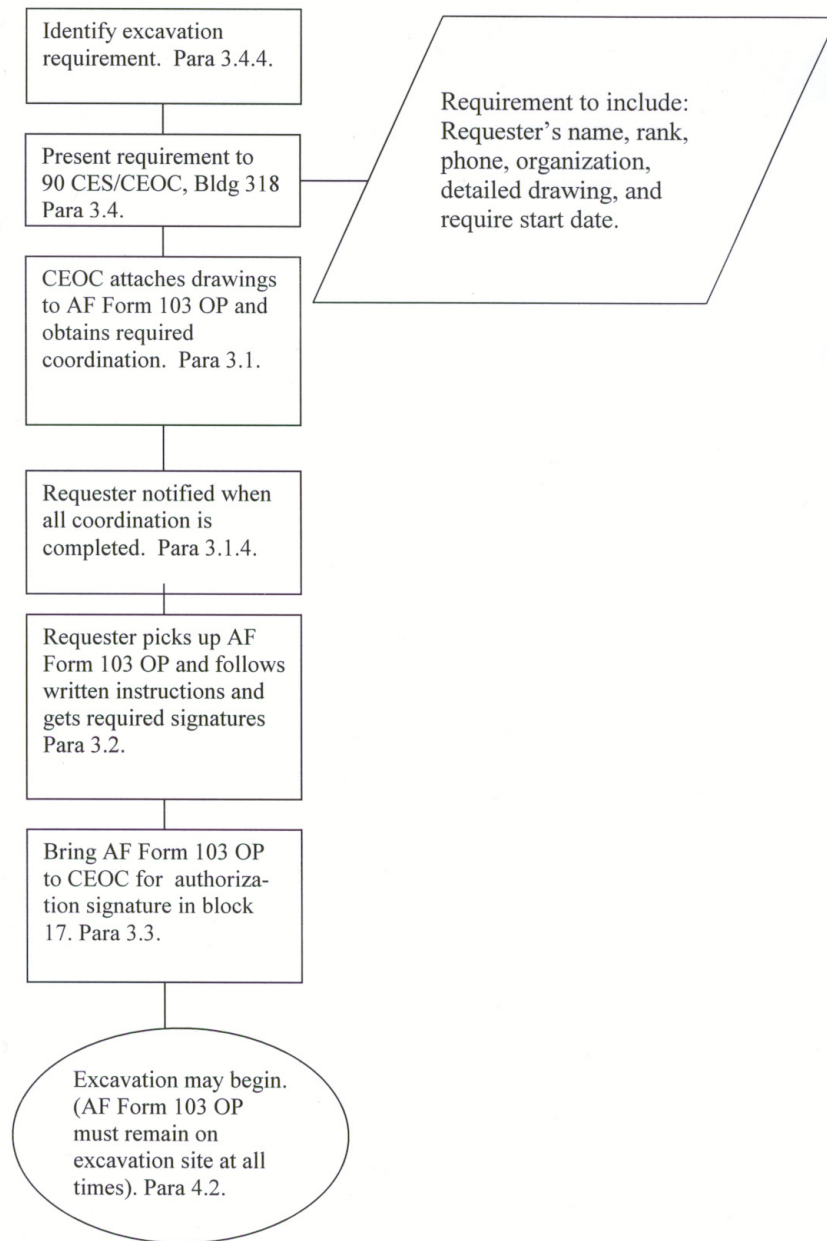 Identify excavation
requirement.  Para 3.4.4.
Present requirement to
90 CES/CEOC, Bldg 318
Para 3.4.
Requirement to include:
Requester’s name, rank,
phone, organization,
detailed drawing, and
require start date.
CEOC attaches drawings
to AF Form 103 OP and
obtains required
coordination.  Para 3.1.
Requester notified when
all coordination is
completed.  Para 3.1.4.
Requester picks up AF
Form 103 OP and follows
written instructions and
gets required signatures
Para 3.2.
Bring AF Form 103 OP
to CEOC for  authoriza-
tion signature in block
17. Para 3.3.
Excavation may begin.
(AF Form 103 OP
must remain on
excavation site at all
times). Para 4.2.